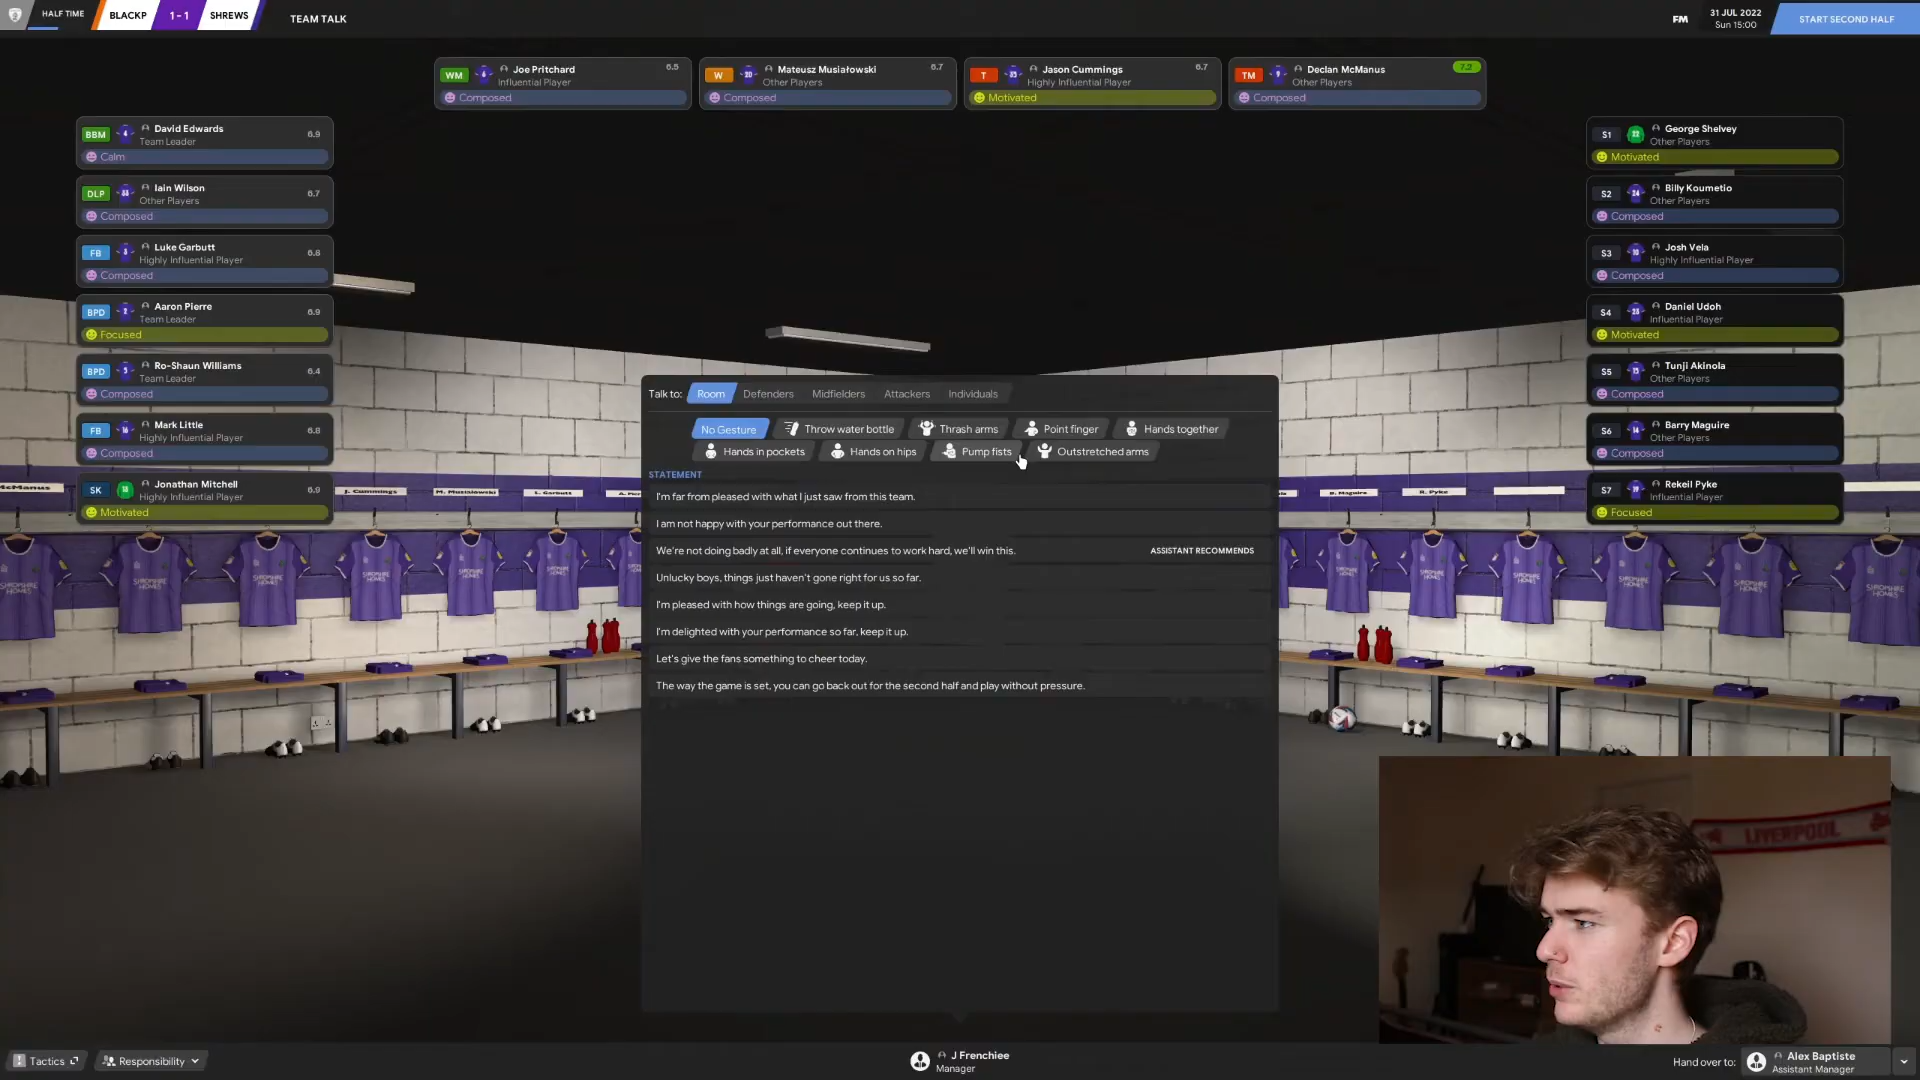 HALF TIME
BLACKP
1 - 1
SHREWS
TEAM TALK
FM
31 JUL 2022
Sun 15:00
START SECOND HALF
WM
Joe Pritchard
6.5
Influential Player
Composed
W
Mateusz Musiałowski
6.7
Other Players
Composed
T
Jason Cummings
6.7
Highly Influential Player
Motivated
TM
Declan McManus
7.2
Other Players
Composed
BBM
David Edwards
6.9
Team Leader
Calm
DLP
Iain Wilson
6.7
Other Players
Composed
FB
Luke Garbutt
6.8
Highly Influential Player
Composed
BPD
Aaron Pierre
6.9
Team Leader
Focused
BPD
Ro-Shaun Williams
6.4
Team Leader
Composed
FB
Mark Little
6.8
Highly Influential Player
Composed
SK
Jonathan Mitchell
6.9
Highly Influential Player
Motivated
S1
George Shelvey
Other Players
Motivated
S2
Billy Koumetio
Other Players
Composed
S3
Josh Vela
Highly Influential Player
Composed
S4
Daniel Udoh
Influential Player
Motivated
S5
Tunji Akinola
Other Players
Composed
S6
Barry Maguire
Other Players
Composed
S7
Rekeil Pyke
Influential Player
Focused
Talk to: Room Defenders Midfielders Attackers Individuals
No Gesture Throw water bottle Thrash arms Point finger Hands together
Hands in pockets Hands on hips Pump fists Outstretched arms
STATEMENT
I'm far from pleased with what I just saw from this team.
I am not happy with your performance out there.
We're not doing badly at all, if everyone continues to work hard, we'll win this. ASSISTANT RECOMMENDS
Unlucky boys, things just haven't gone right for us so far.
I'm pleased with how things are going, keep it up.
I'm delighted with your performance so far, keep it up.
Let's give the fans something to cheer today.
The way the game is set, you can go back out for the second half and play without pressure.
McManus
J. Cummings
M. Musiałowski
L. Garbutt
B. Maguire
R. Pyke
SHROPSHIRE
HOMES
LIVERPOOL
Tactics
Responsibility
J Frenchiee
Manager
Hand over to:
Alex Baptiste
Assistant Manager